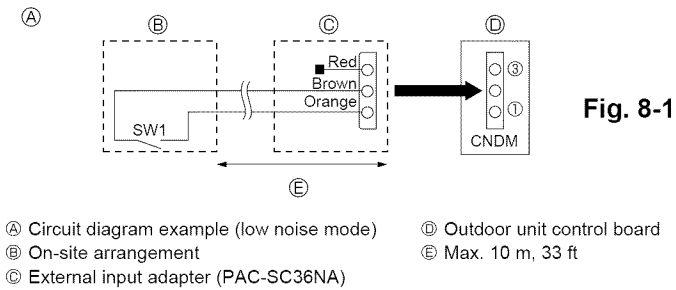 Ⓐ
Ⓑ
Ⓒ
Ⓓ
Red
Brown
Orange
SW1
③
①
CNDM
Ⓔ
Fig. 8-1
Ⓐ Circuit diagram example (low noise mode)
Ⓑ On-site arrangement
Ⓒ External input adapter (PAC-SC36NA)
Ⓓ Outdoor unit control board
Ⓔ Max. 10 m, 33 ft